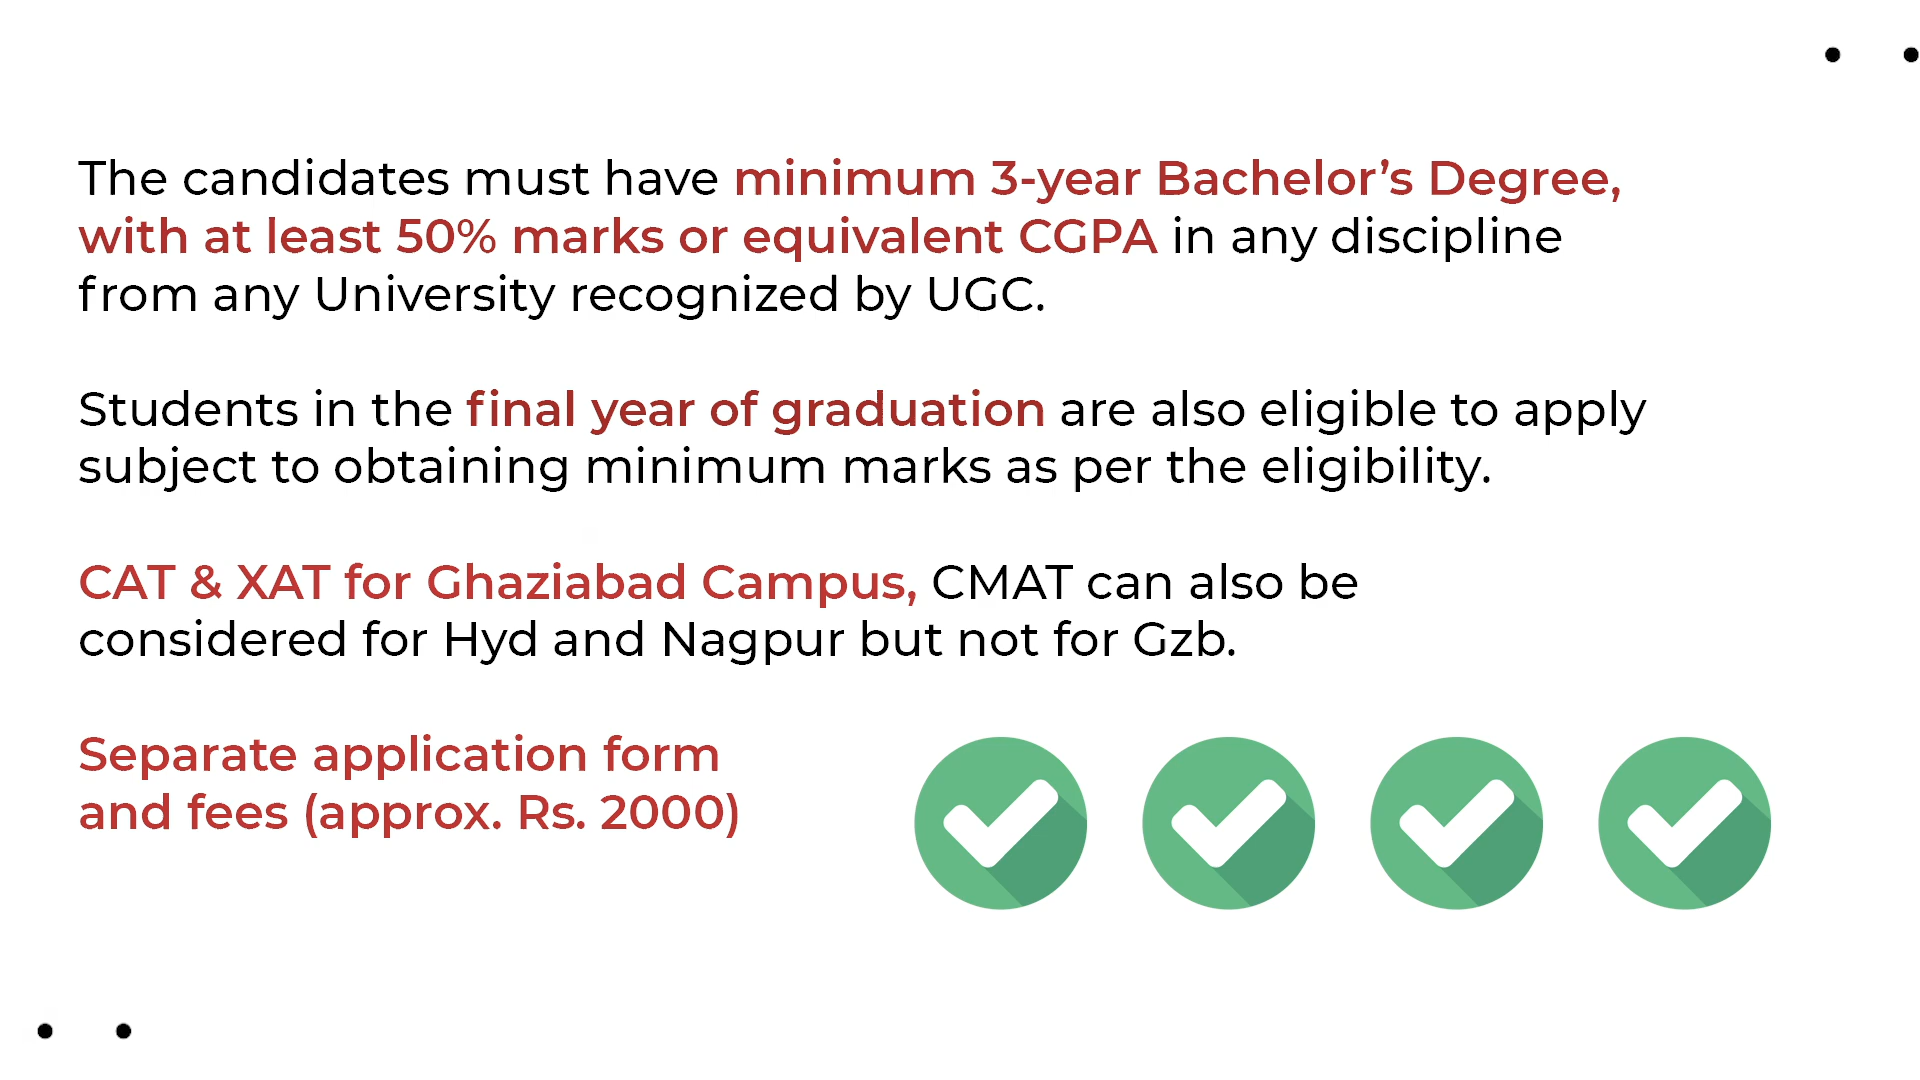 The candidates must have minimum 3-year Bachelor’s Degree,
with at least 50% marks or equivalent CGPA in any discipline
from any University recognized by UGC.
Students in the final year of graduation are also eligible to apply
subject to obtaining minimum marks as per the eligibility.
CAT & XAT for Ghaziabad Campus, CMAT can also be
considered for Hyd and Nagpur but not for Gzb.
Separate application form
and fees (approx. Rs. 2000)